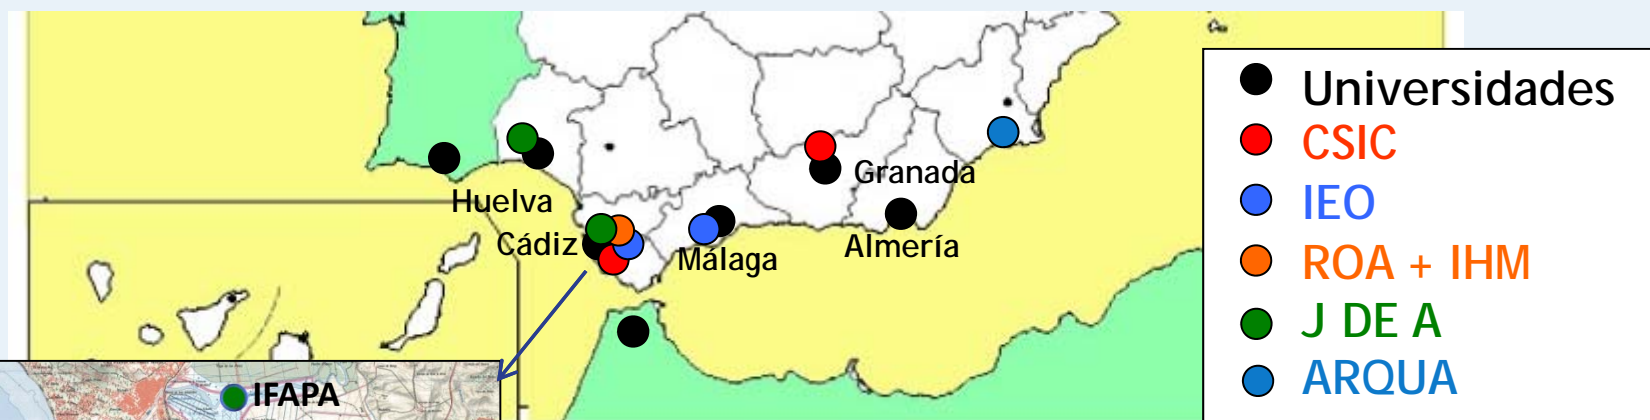 Universidades
CSIC
IEO
ROA + IHM
J DE A
ARQUA
Granada
Huelva
Cádiz
Málaga
Almería
IFAPA